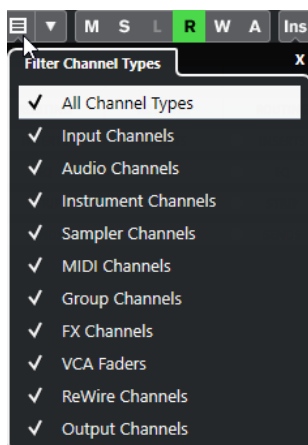 M S L R W A Ins
Filter Channel Types x
All Channel Types
Input Channels
Audio Channels
Instrument Channels
Sampler Channels
MIDI Channels
Group Channels
FX Channels
VCA Faders
ReWire Channels
Output Channels